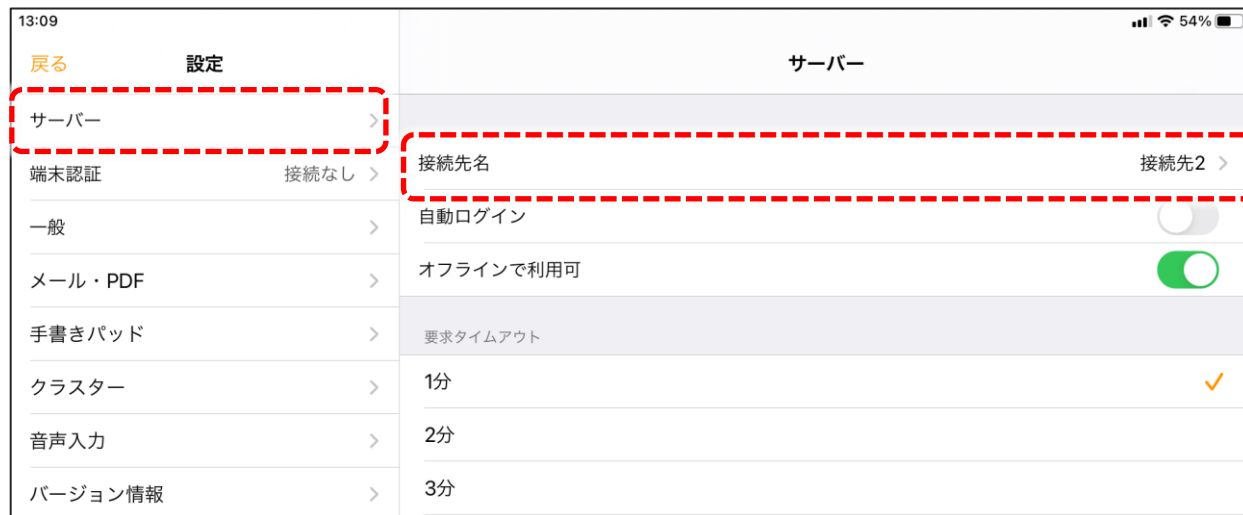 13:09
54%
戻る
設定
サーバー
サーバー
端末認証 接続なし
一般
メール・PDF
手書きパッド
クラスター
音声入力
バージョン情報
接続先名 接続先2
自動ログイン
オフラインで利用可
要求タイムアウト
1分
2分
3分